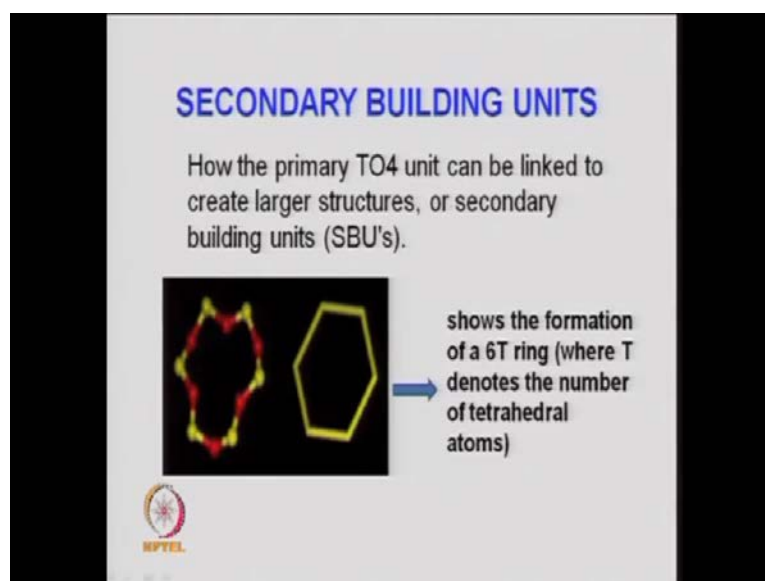 SECONDARY BUILDING UNITS
How the primary TO4 unit can be linked to
create larger structures, or secondary
building units (SBU's).
shows the formation
of a 6T ring (where T
denotes the number
of tetrahedral
atoms)
NPTEL